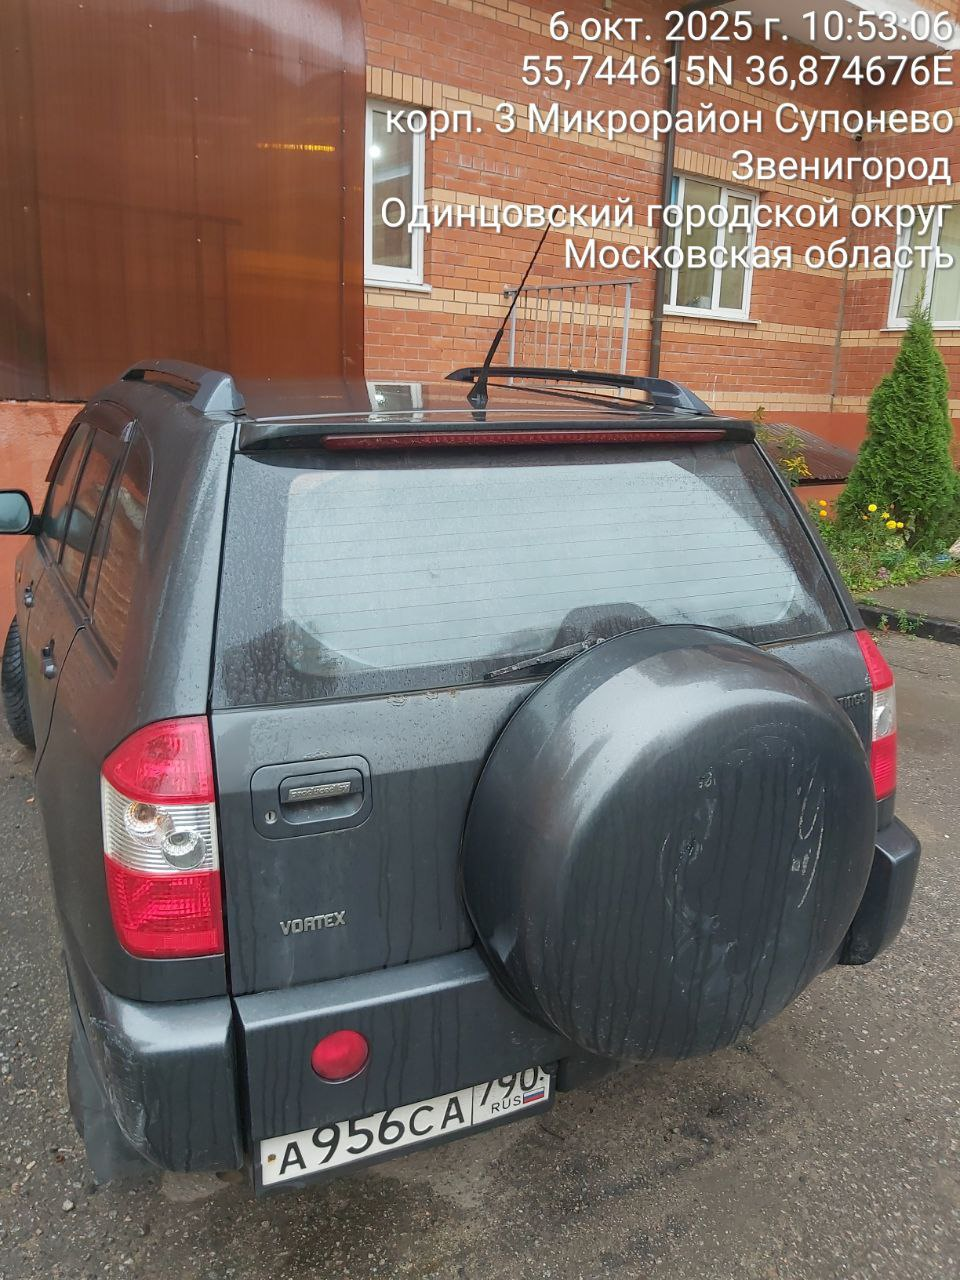 6 окт. 2025 г. 10:53:06
55,744615N 36,874676E
корп. 3 Микрорайон Супонево
Звенигород
Одинцовский городской округ
Московская область
VORTEX
А956СА 790
RUS